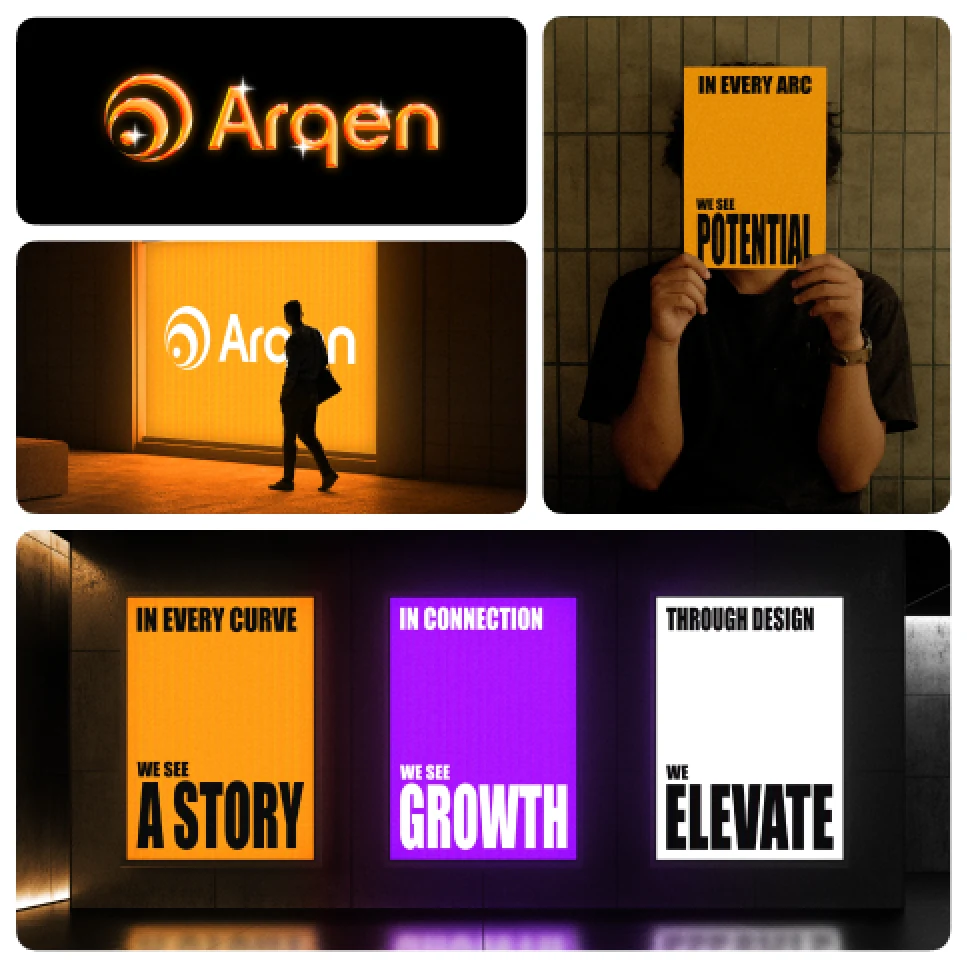 Arqen
IN EVERY ARC
WE SEE
POTENTIAL
Arqen
IN EVERY CURVE
WE SEE
A STORY
IN CONNECTION
WE SEE
GROWTH
THROUGH DESIGN
WE
ELEVATE